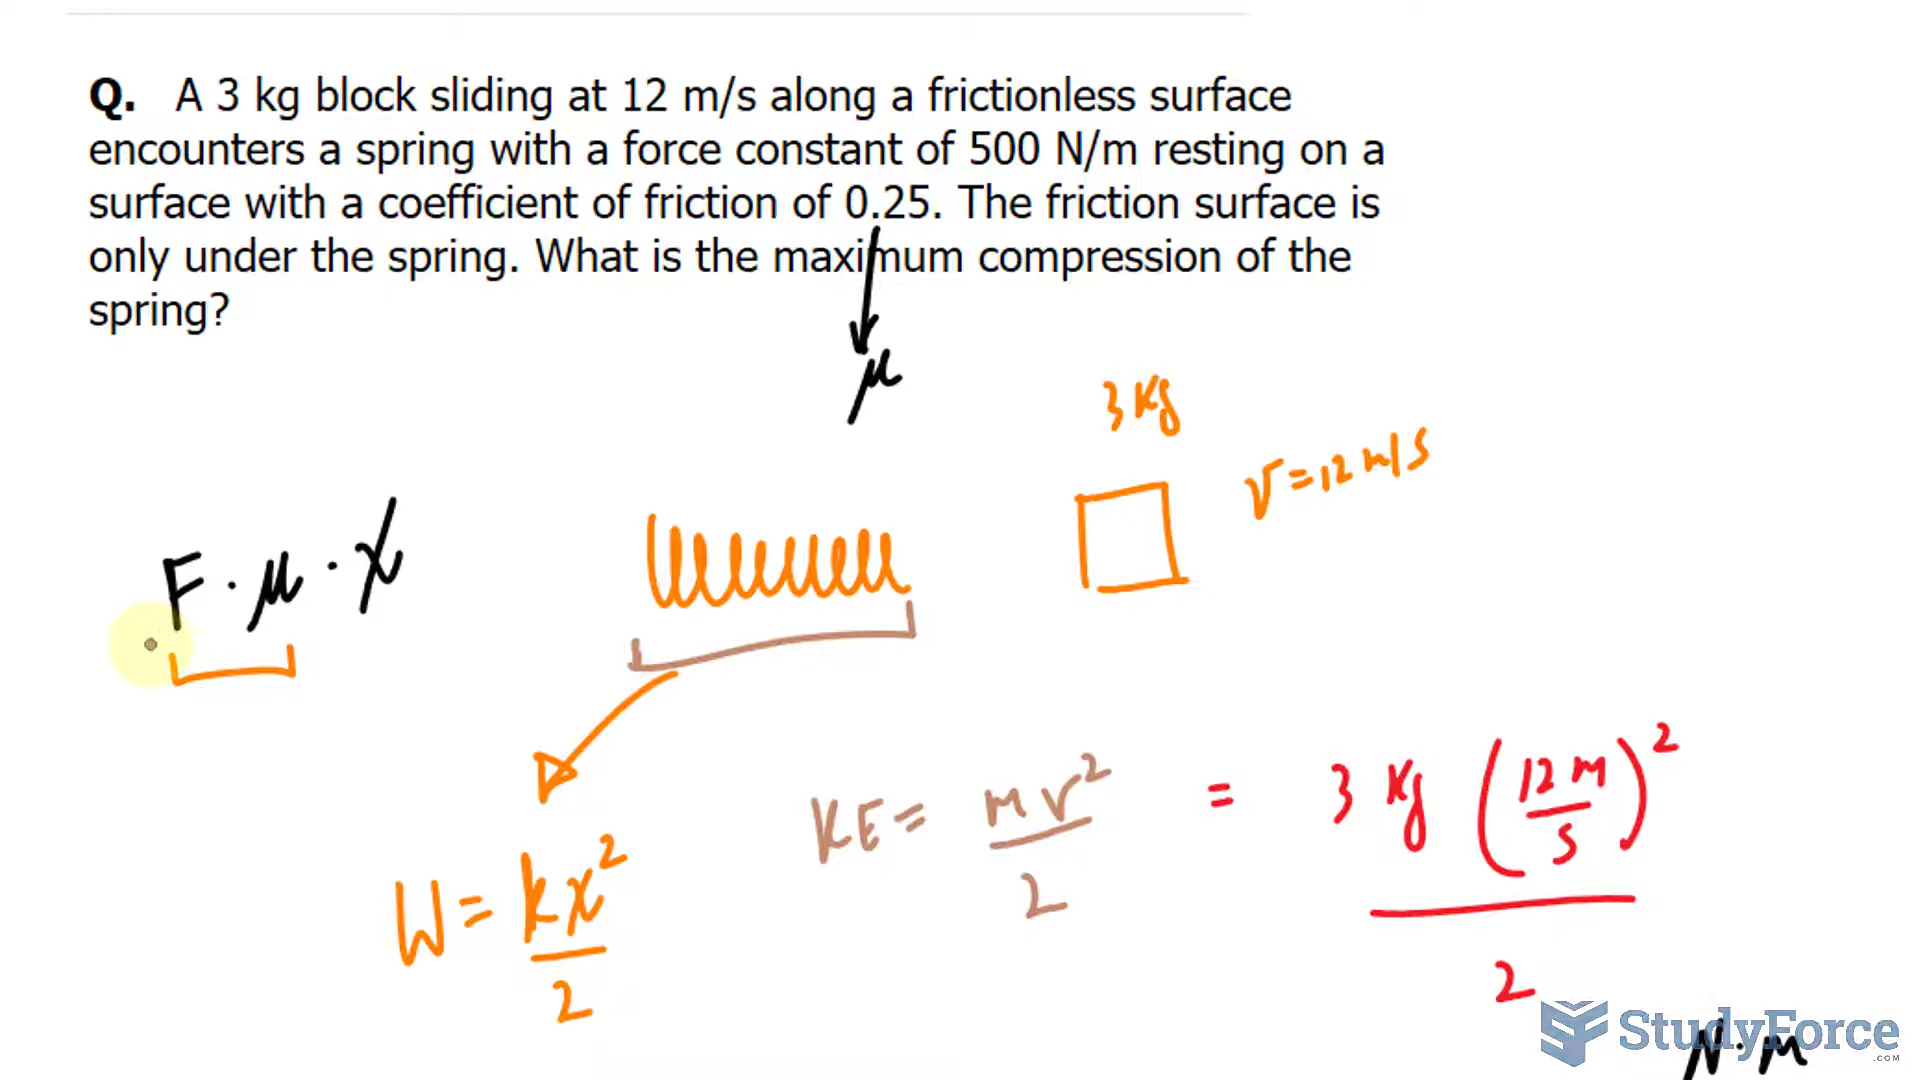 Q. A 3 kg block sliding at 12 m/s along a frictionless surface
encounters a spring with a force constant of 500 N/m resting on a
surface with a coefficient of friction of 0.25. The friction surface is
only under the spring. What is the maximum compression of the
spring?
μ
3 kg
V = 12 m/s
F · μ · x
KE = mv²/2 = 3 kg (12 m/s)²/2
W = kx²/2
StudyForce
.COM
N·m